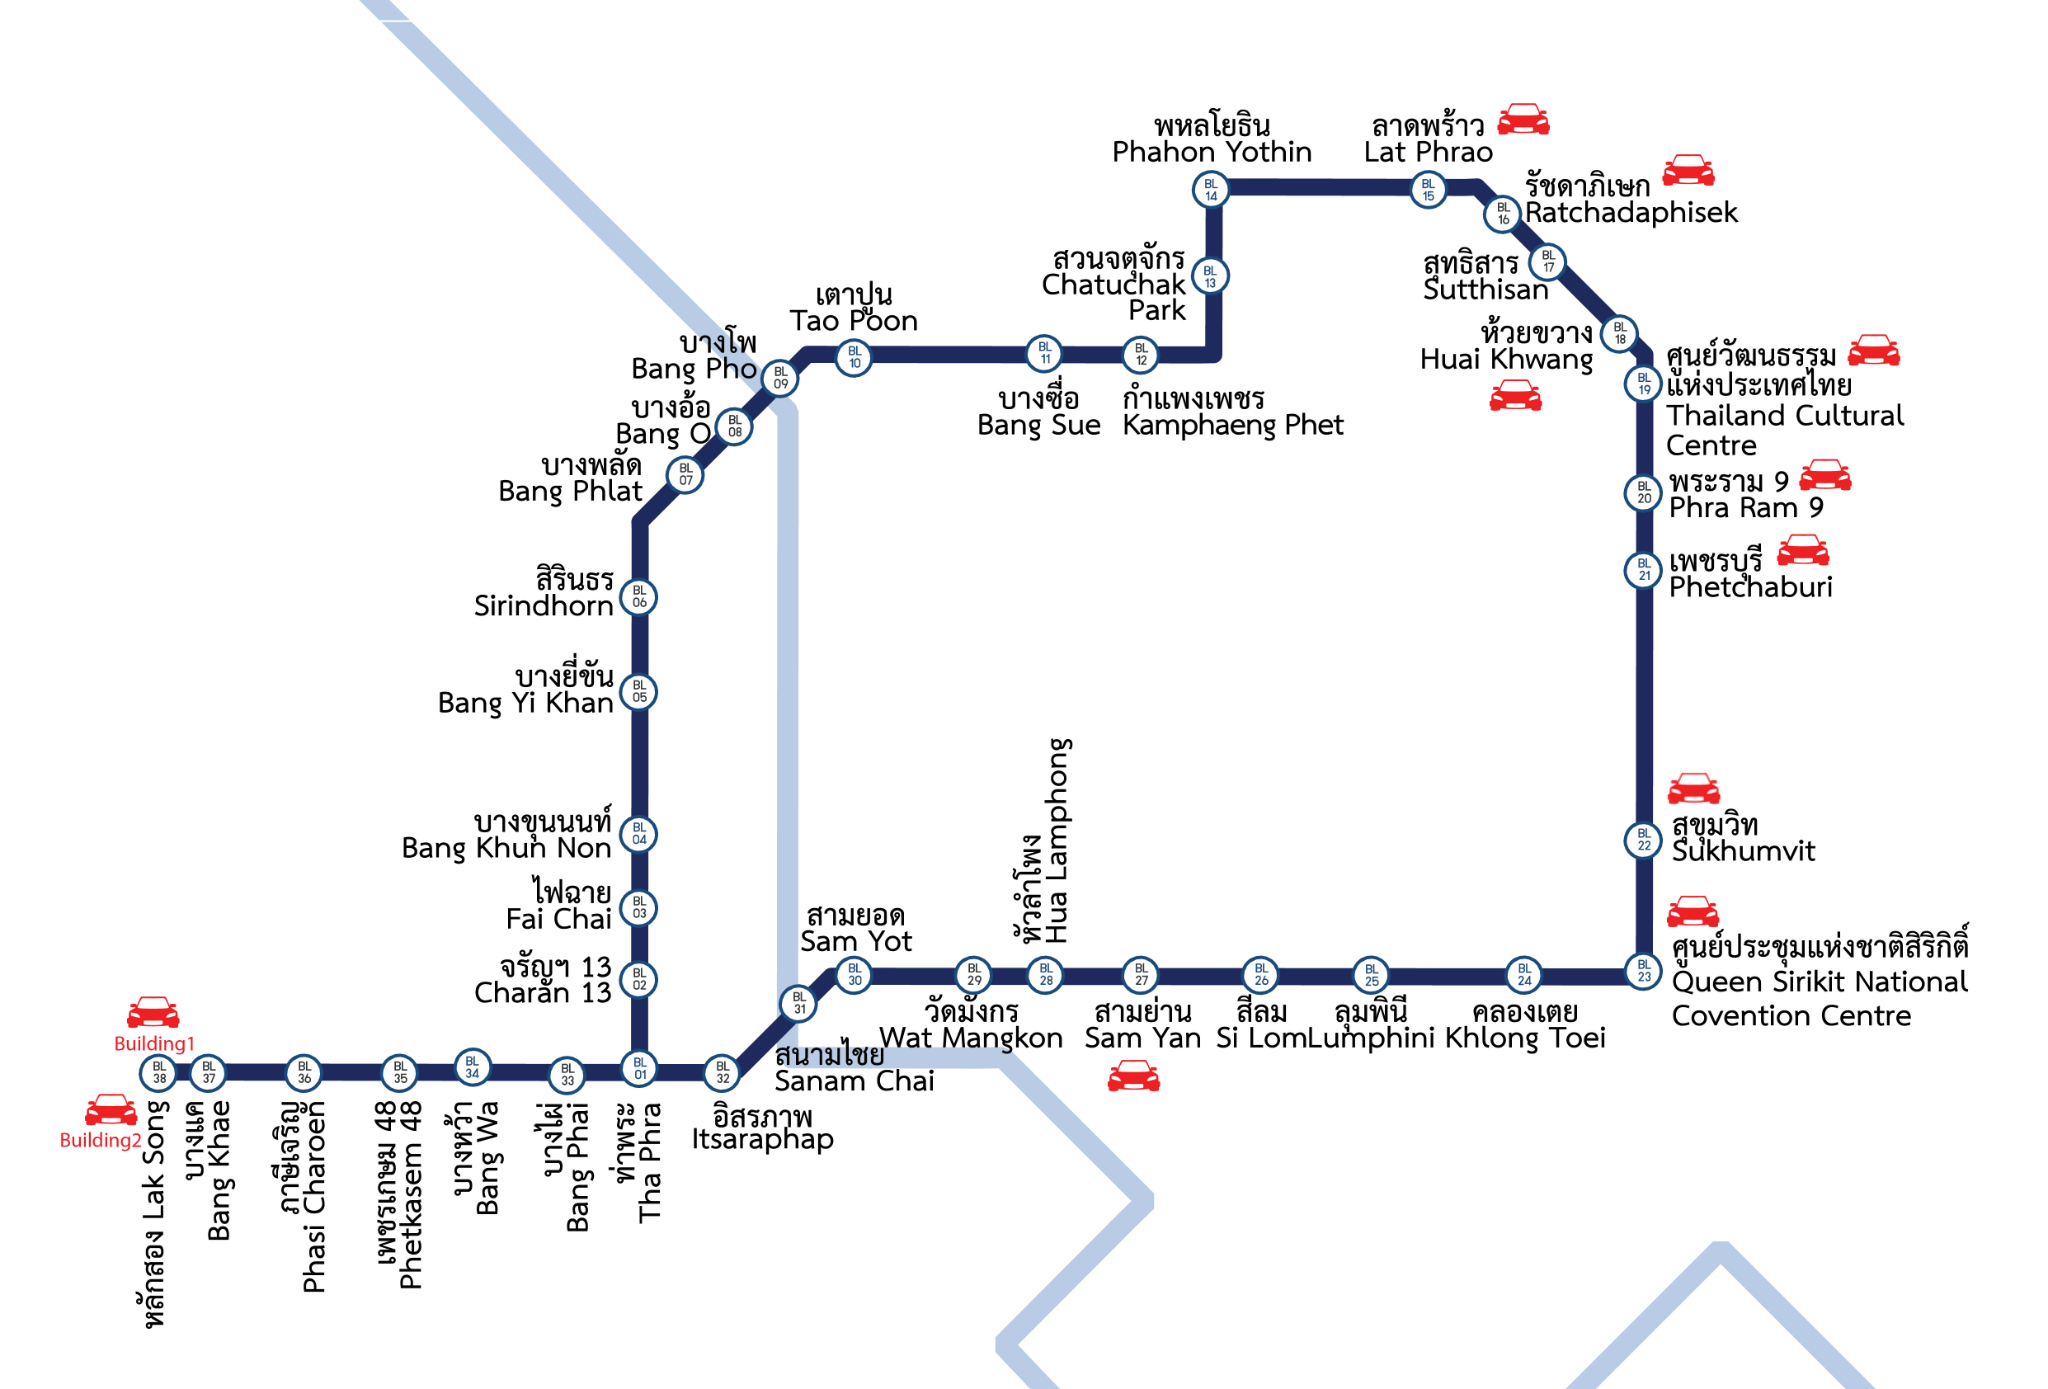 พหลโยธิน
Phahon Yothin
BL
14
ลาดพร้าว
Lat Phrao
BL
15
รัชดาภิเษก
Ratchadaphisek
BL
16
สุทธิสาร
Sutthisan
BL
17
ห้วยขวาง
Huai Khwang
BL
18
สวนจตุจักร
Chatuchak
Park
BL
13
เตาปูน
Tao Poon
BL
10
บางซื่อ
Bang Sue
BL
11
กำแพงเพชร
Kamphaeng Phet
BL
12
ศูนย์วัฒนธรรม
แห่งประเทศไทย
Thailand Cultural
Centre
BL
19
บางโพ
Bang Pho
BL
09
บางอ้อ
Bang O
BL
08
บางพลัด
Bang Phlat
BL
07
พระราม 9
Phra Ram 9
BL
20
เพชรบุรี
Phetchaburi
BL
21
สิรินธร
Sirindhorn
BL
06
บางยี่ขัน
Bang Yi Khan
BL
05
บางขุนนนท์
Bang Khun Non
BL
04
ไฟฉาย
Fai Chai
BL
03
จรัญฯ 13
Charan 13
BL
02
สุขุมวิท
Sukhumvit
BL
22
ศูนย์ประชุมแห่งชาติสิริกิติ์
Queen Sirikit National
Covention Centre
BL
23
สามยอด
Sam Yot
BL
30
วัดมังกร
Wat Mangkon
BL
29
หัวลำโพง
Hua Lamphong
BL
28
สามย่าน
Sam Yan
BL
27
สีลม
Si Lom
BL
26
ลุมพินี
Lumphini
BL
25
คลองเตย
Khlong Toei
BL
24
BL
31
สนามไชย
Sanam Chai
BL
32
อิสรภาพ
Itsaraphap
Building1
Building2
BL
38
หลักสอง Lak Song
BL
37
บางแค
Bang Khae
BL
36
ภาษีเจริญ
Phasi Charoen
BL
35
เพชรเกษม 48
Phetkasem 48
BL
34
บางหว้า
Bang Wa
BL
33
บางไผ่
Bang Phai
BL
01
ท่าพระ
Tha Phra